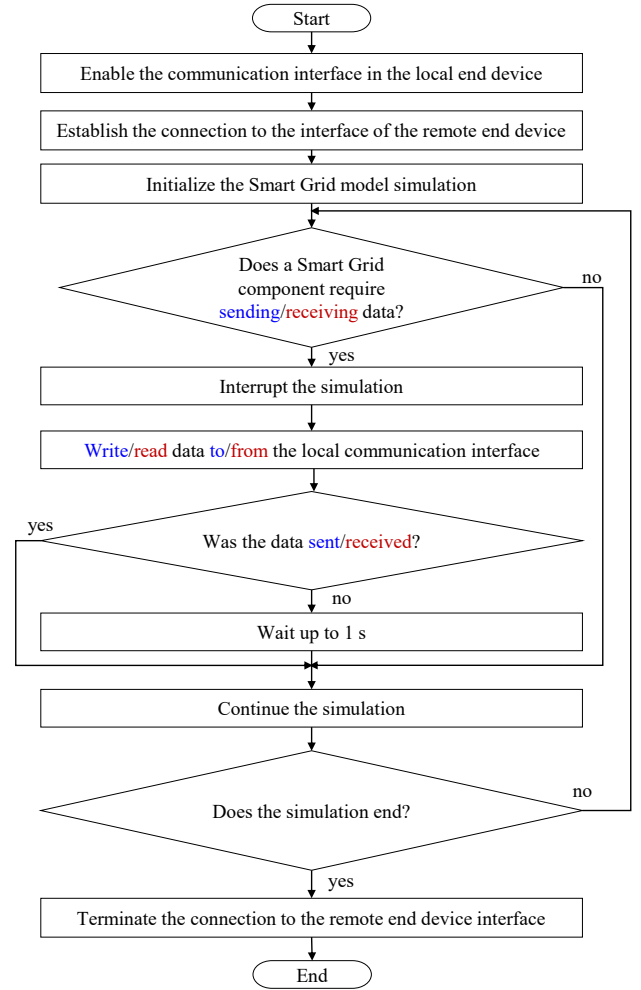 Start
Enable the communication interface in the local end device
Establish the connection to the interface of the remote end device
Initialize the Smart Grid model simulation
Does a Smart Grid
component require
sending/receiving data?
no
yes
Interrupt the simulation
Write/read data to/from the local communication interface
yes
Was the data sent/received?
no
Wait up to 1 s
Continue the simulation
Does the simulation end?
no
yes
Terminate the connection to the remote end device interface
End